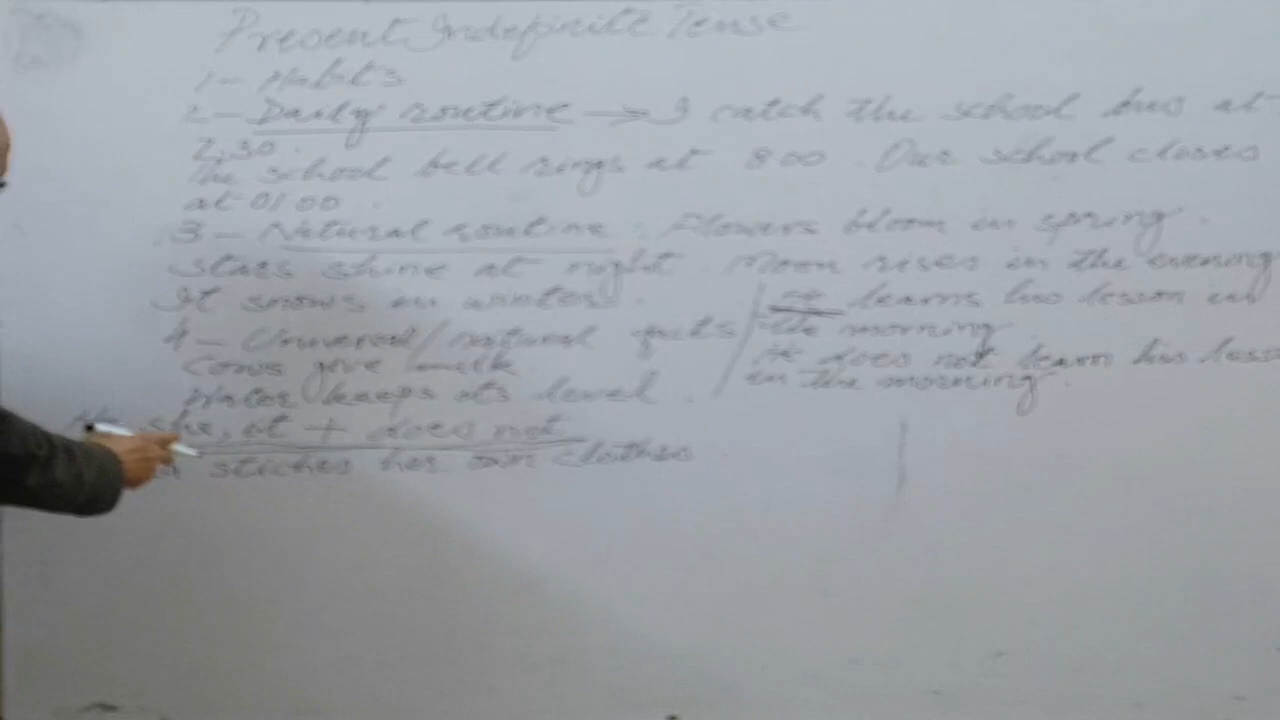 Present Indefinite Tense
1- Habits
2- Daily routine → I catch the school bus at
7.30.
The school bell rings at 8 00. Our school closes
at 01 00.
3- Natural routine. Flowers bloom in spring.
Stars shine at night. Moon rises in the evening
It snows in winter.
4- Universal/natural facts
Cows give milk
Water keeps its level.
He learns his lesson in
the morning
He does not learn his
in the morning.
she, it + does not
stiches her own clothes